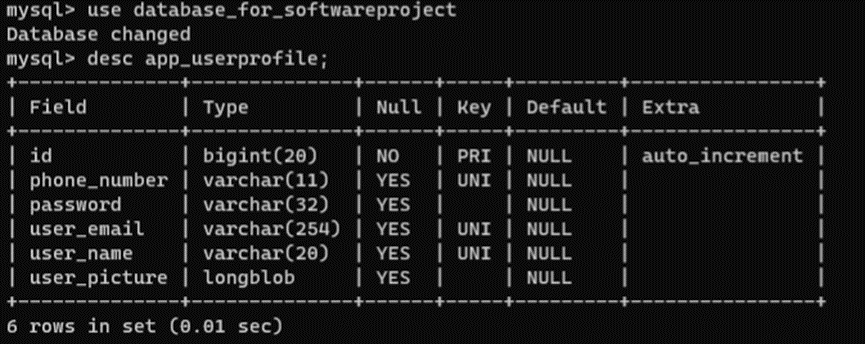 mysql> use database_for_softwareproject
Database changed
mysql> desc app_userprofile;
+--------------+--------------+------+-----+---------+----------------+
| Field        | Type         | Null | Key | Default | Extra          |
+--------------+--------------+------+-----+---------+----------------+
| id           | bigint(20)   | NO   | PRI | NULL    | auto_increment |
| phone_number | varchar(11)  | YES  | UNI | NULL    |                |
| password     | varchar(32)  | YES  |     | NULL    |                |
| user_email   | varchar(254) | YES  | UNI | NULL    |                |
| user_name    | varchar(20)  | YES  | UNI | NULL    |                |
| user_picture | longblob     | YES  |     | NULL    |                |
+--------------+--------------+------+-----+---------+----------------+
6 rows in set (0.01 sec)